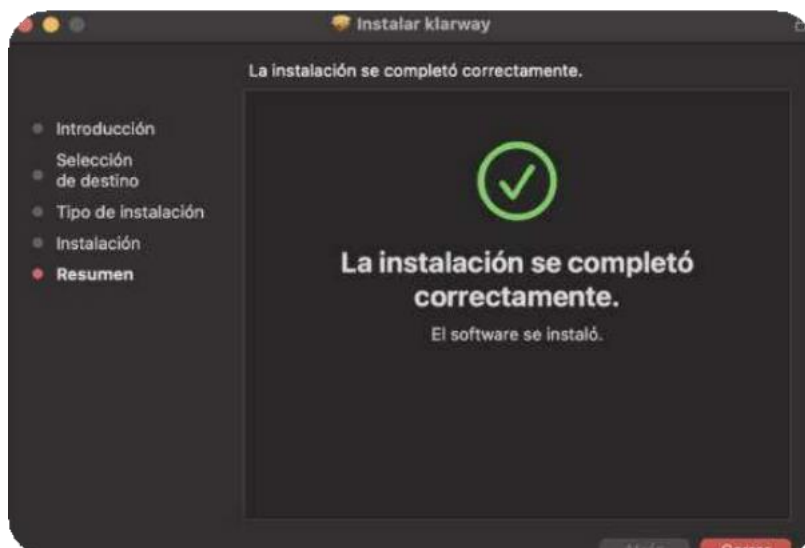 Instalar klarway
La instalación se completó correctamente.
Introducción
Selección
de destino
Tipo de instalación
Instalación
Resumen
La instalación se completó
correctamente.
El software se instaló.